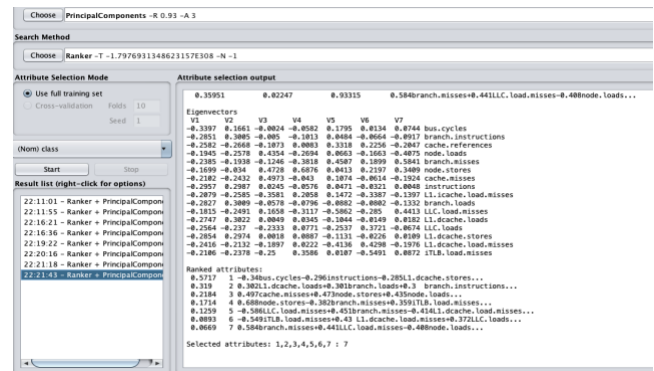 Choose PrincipalComponents -R 0.93 -A 3
Search Method
Choose Ranker -T -1.7976931348623157E308 -N -1
Attribute Selection Mode
Use full training set
Cross-validation Folds 10
Seed 1
(Nom) class
Start Stop
Result list (right-click for options)
22:11:01 - Ranker + PrincipalCompon
22:11:55 - Ranker + PrincipalCompon
22:16:21 - Ranker + PrincipalCompon
22:16:36 - Ranker + PrincipalCompon
22:19:22 - Ranker + PrincipalCompon
22:20:16 - Ranker + PrincipalCompon
22:21:18 - Ranker + PrincipalCompon
22:21:43 - Ranker + PrincipalCompon
Attribute selection output
0.35951 0.02247 0.93315 0.584branch.misses+0.441LLC.load.misses-0.408node.loads...
Eigenvectors
V1 V2 V3 V4 V5 V6 V7
-0.3397 0.1661 -0.0024 -0.0582 0.1795 0.0134 0.0744 bus.cycles
-0.2851 0.3005 -0.005 -0.1013 0.0484 -0.0664 -0.0917 branch.instructions
-0.2582 -0.2668 -0.1073 0.0083 0.3318 0.2256 -0.2047 cache.references
-0.1945 -0.2578 0.4354 -0.2694 0.0663 -0.1663 -0.4075 node.loads
-0.2385 -0.1938 -0.1246 -0.3818 0.4507 0.1899 0.5841 branch.misses
-0.1699 -0.034 0.4728 0.6876 0.0413 0.2197 0.3409 node.stores
-0.2102 -0.2432 0.4973 -0.043 0.1074 -0.0614 -0.1924 cache.misses
-0.2957 0.2987 0.0245 -0.0576 0.0471 -0.0321 0.0048 instructions
-0.2079 -0.2585 -0.3581 0.2058 0.1442 -0.3387 -0.1397 L1.icache.load.misses
-0.2827 0.3009 -0.0578 -0.0796 -0.0882 -0.0802 -0.1332 branch.loads
-0.1815 -0.2491 0.1658 -0.3117 -0.5862 -0.285 0.4413 LLC.load.misses
-0.2747 0.3022 0.0049 0.0345 -0.1044 -0.0149 0.0182 L1.dcache.loads
-0.2564 -0.237 -0.2333 0.0771 -0.2537 0.3721 -0.0674 LLC.loads
-0.2854 0.2974 0.0018 0.0887 -0.1131 -0.0226 0.0109 L1.dcache.stores
-0.2416 -0.2132 -0.1897 0.0222 -0.4136 0.4298 -0.1976 L1.dcache.load.misses
-0.2106 -0.2378 -0.25 0.3586 0.0107 -0.5491 0.0872 iTLB.load.misses
Ranked attributes:
0.5717 1 -0.34bus.cycles-0.296instructions-0.285L1.dcache.stores...
0.319 2 0.302L1.dcache.loads+0.301branch.loads+0.3 branch.instructions...
0.2184 3 0.497cache.misses+0.473node.stores+0.435node.loads...
0.1714 4 0.688node.stores-0.382branch.misses+0.359iTLB.load.misses...
0.1259 5 -0.586LLC.load.misses+0.451branch.misses-0.414L1.dcache.load.misses...
0.0893 6 -0.549iTLB.load.misses+0.43 L1.dcache.load.misses+0.372LLC.loads...
0.0669 7 0.584branch.misses+0.441LLC.load.misses-0.408node.loads...
Selected attributes: 1,2,3,4,5,6,7 : 7